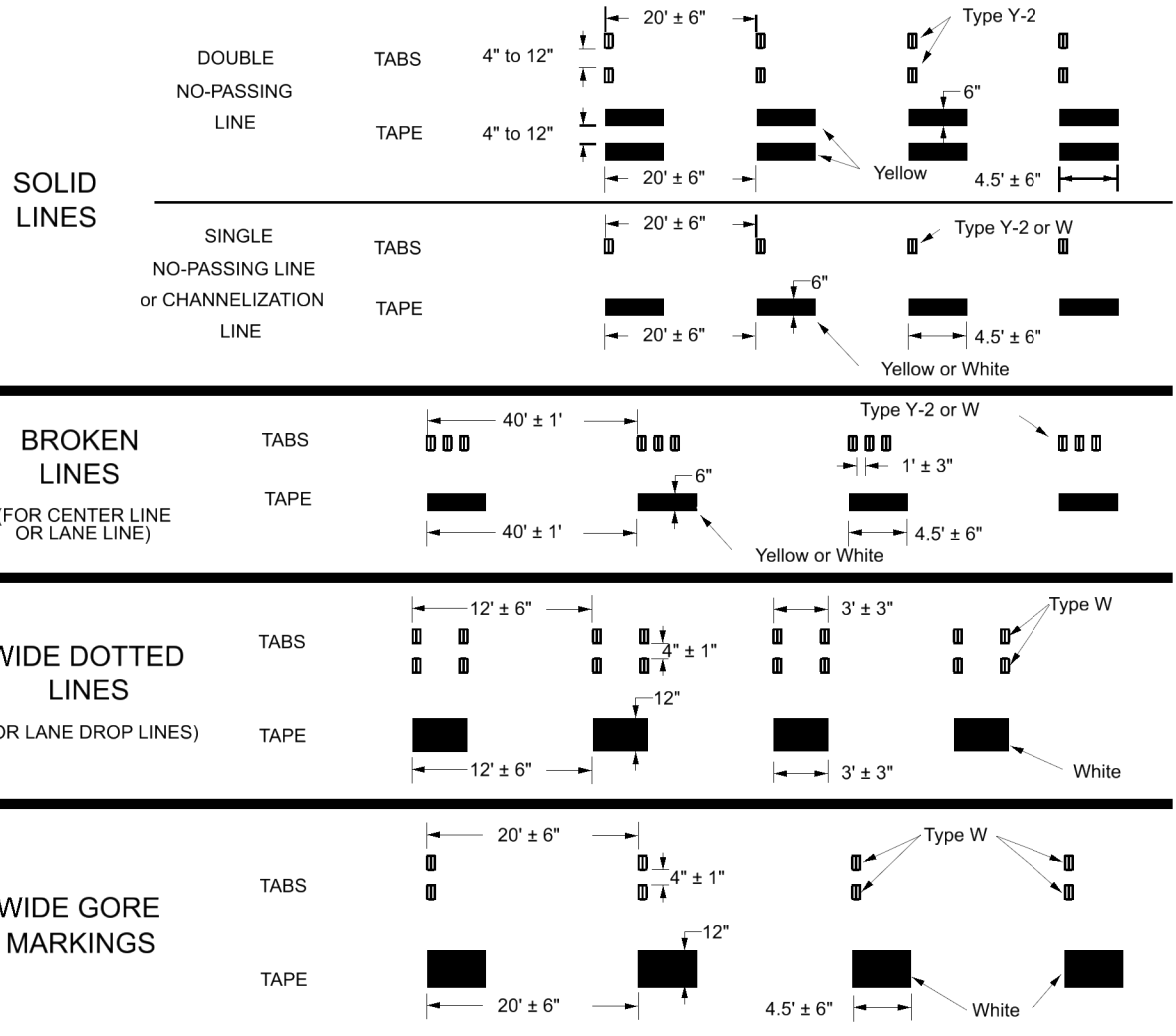 SOLID
LINES
DOUBLE
NO-PASSING
LINE
TABS
4" to 12"
20' ± 6"
Type Y-2
TAPE
4" to 12"
6"
Yellow
20' ± 6"
4.5' ± 6"
SINGLE
NO-PASSING LINE
or CHANNELIZATION
LINE
TABS
20' ± 6"
Type Y-2 or W
TAPE
6"
20' ± 6"
4.5' ± 6"
Yellow or White
BROKEN
LINES
(FOR CENTER LINE
OR LANE LINE)
TABS
40' ± 1'
Type Y-2 or W
1' ± 3"
TAPE
6"
40' ± 1'
4.5' ± 6"
Yellow or White
WIDE DOTTED
LINES
OR LANE DROP LINES)
TABS
12' ± 6"
3' ± 3"
Type W
4" ± 1"
TAPE
12"
12' ± 6"
3' ± 3"
White
WIDE GORE
MARKINGS
TABS
20' ± 6"
Type W
4" ± 1"
TAPE
12"
20' ± 6"
4.5' ± 6"
White